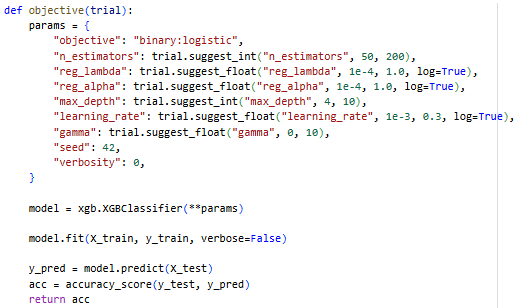 def objective(trial):
    params = {
        "objective": "binary:logistic",
        "n_estimators": trial.suggest_int("n_estimators", 50, 200),
        "reg_lambda": trial.suggest_float("reg_lambda", 1e-4, 1.0, log=True),
        "reg_alpha": trial.suggest_float("reg_alpha", 1e-4, 1.0, log=True),
        "max_depth": trial.suggest_int("max_depth", 4, 10),
        "learning_rate": trial.suggest_float("learning_rate", 1e-3, 0.3, log=True),
        "gamma": trial.suggest_float("gamma", 0, 10),
        "seed": 42,
        "verbosity": 0,
    }
    model = xgb.XGBClassifier(**params)
    model.fit(X_train, y_train, verbose=False)
    y_pred = model.predict(X_test)
    acc = accuracy_score(y_test, y_pred)
    return acc